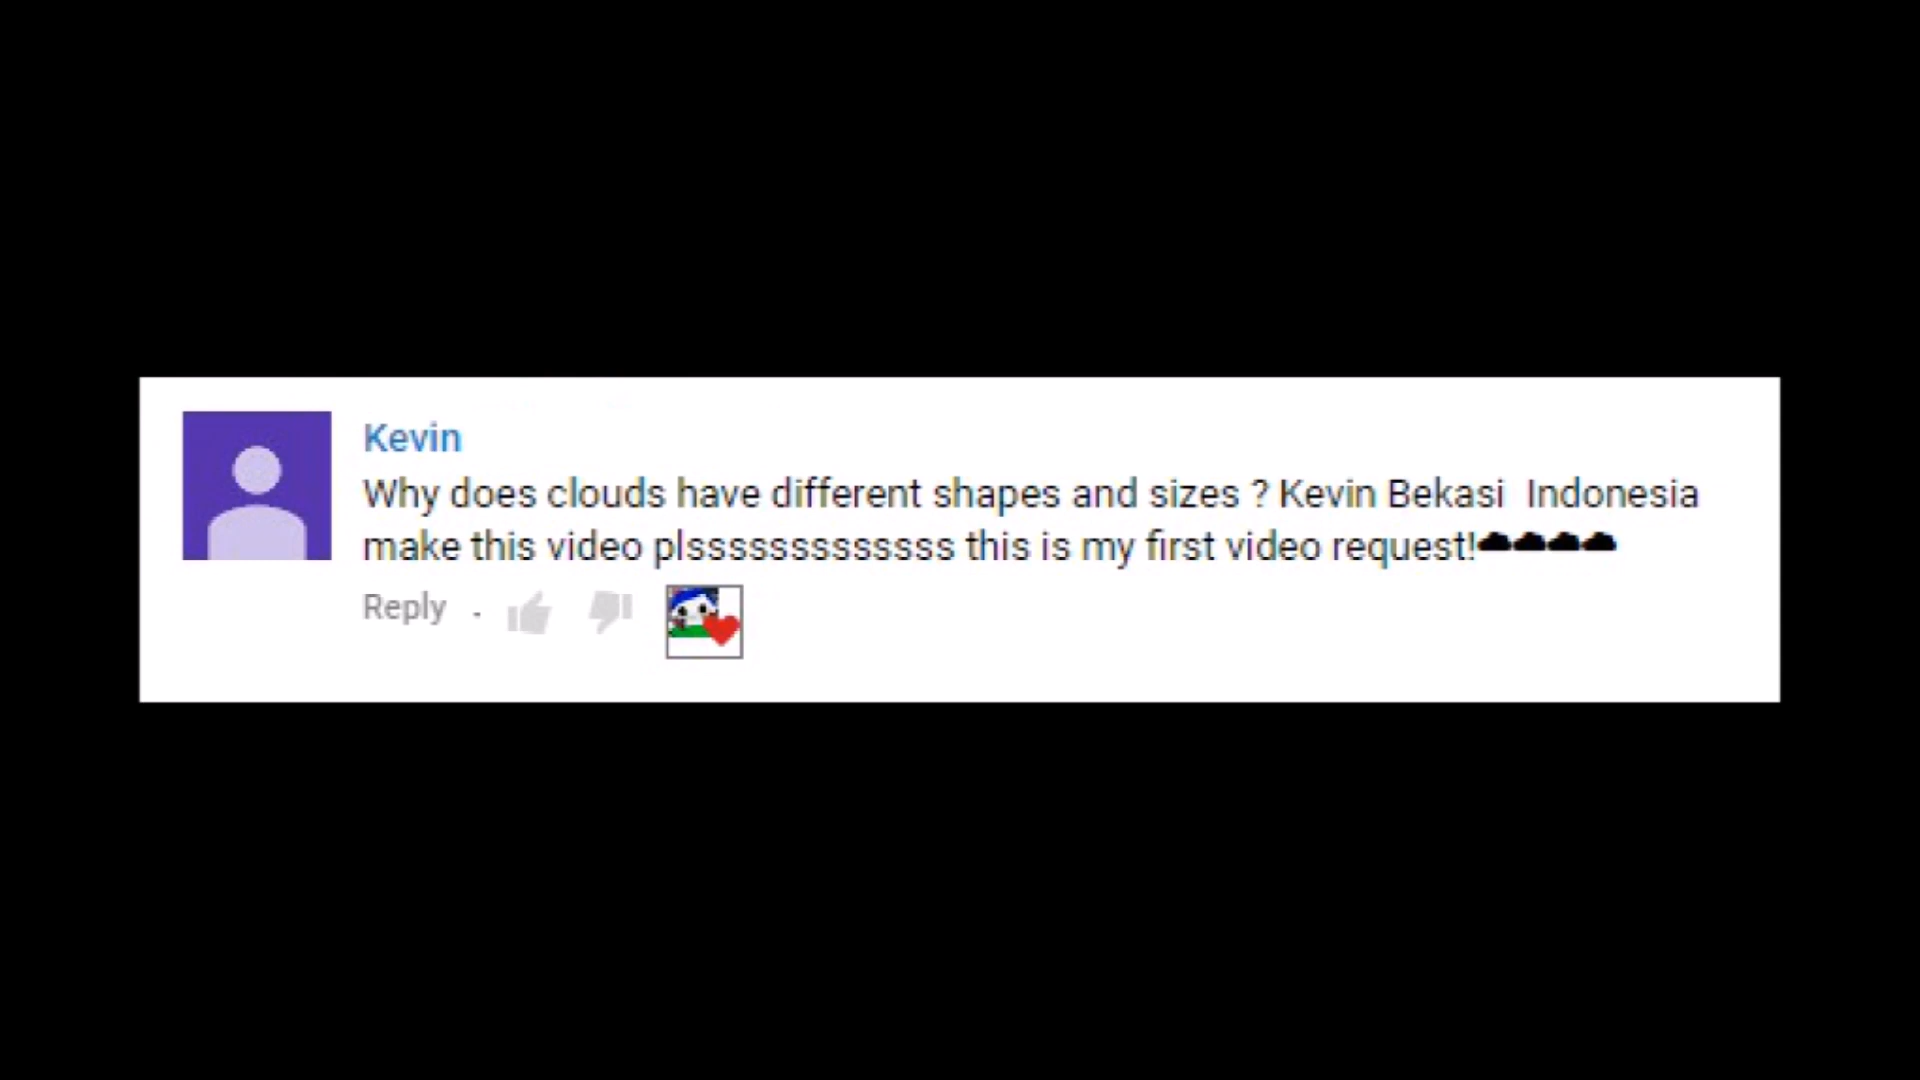 Kevin
Why does clouds have different shapes and sizes ? Kevin Bekasi  Indonesia
make this video plsssssssssssss this is my first video request!☁☁☁☁
Reply .